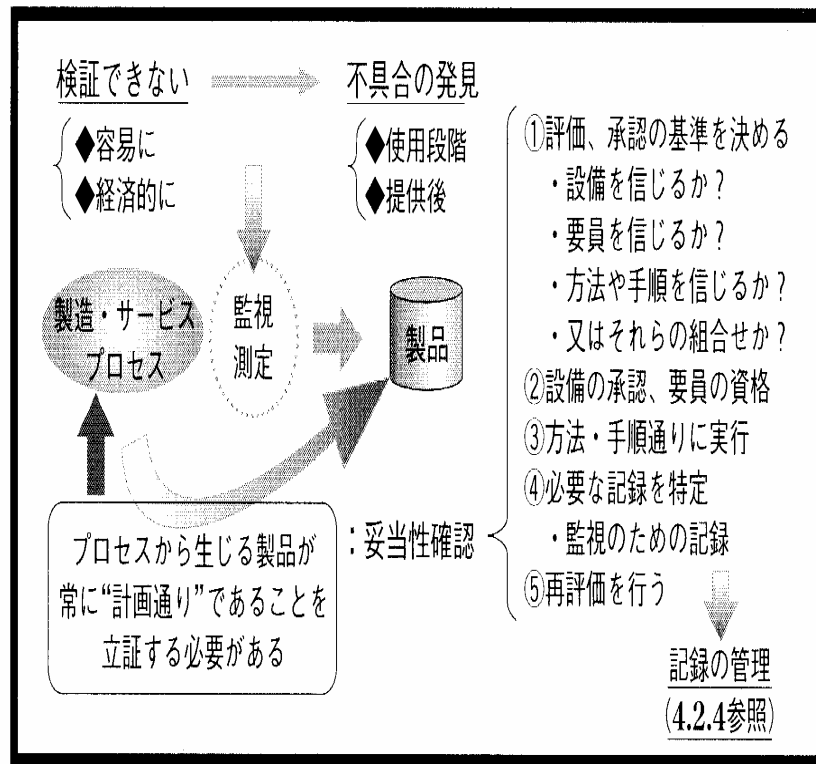 検証できない
◆容易に
◆経済的に
不具合の発見
◆使用段階
◆提供後
製造・サービス
プロセス
監視
測定
製品
プロセスから生じる製品が
常に“計画通り”であることを
立証する必要がある
：妥当性確認
①評価、承認の基準を決める
・設備を信じるか？
・要員を信じるか？
・方法や手順を信じるか？
・又はそれらの組合せか？
②設備の承認、要員の資格
③方法・手順通りに実行
④必要な記録を特定
・監視のための記録
⑤再評価を行う
記録の管理
(4.2.4参照)